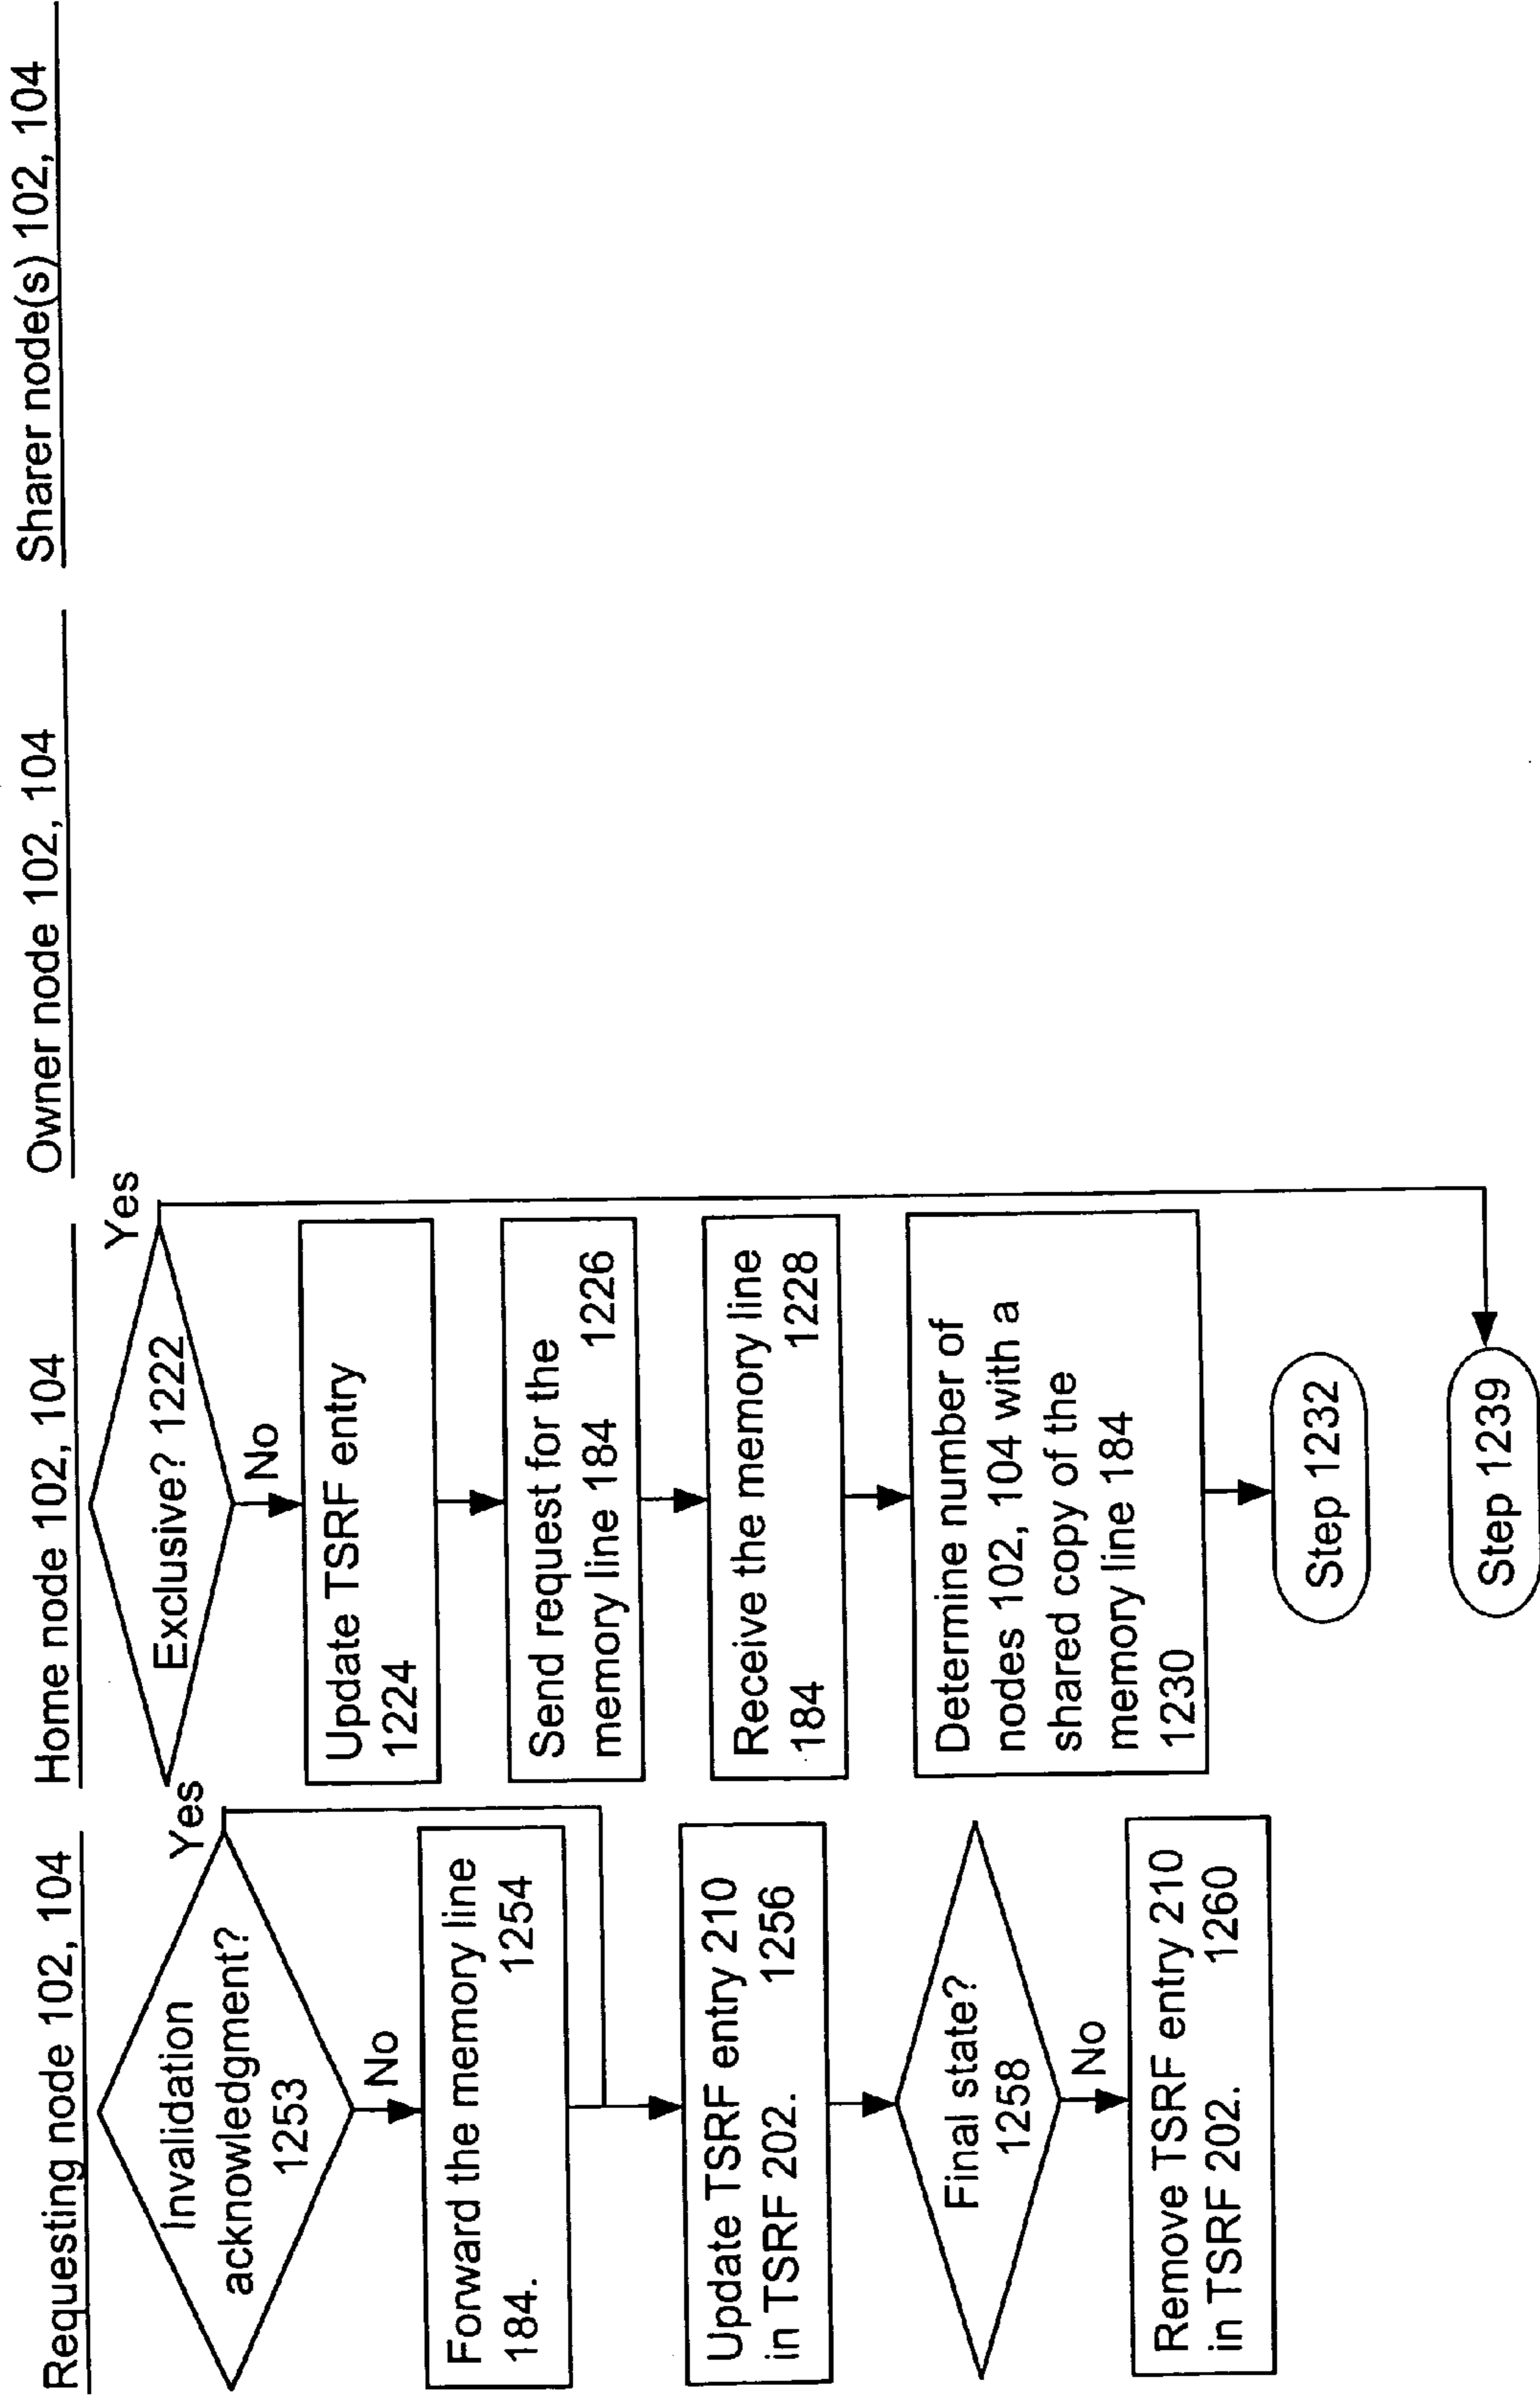 Requesting node 102, 104
Invalidation
acknowledgment?
1253
Yes
No
Forward the memory line
184. 1254
Update TSRF entry 210
in TSRF 202. 1256
Final state?
1258
No
Remove TSRF entry 210
in TSRF 202. 1260
Home node 102, 104
Exclusive? 1222
Yes
No
Update TSRF entry
1224
Send request for the
memory line 184 1226
Receive the memory line
184 1228
Determine number of
nodes 102, 104 with a
shared copy of the
memory line 184
1230
Step 1232
Step 1239
Owner node 102, 104
Sharer node(s) 102, 104